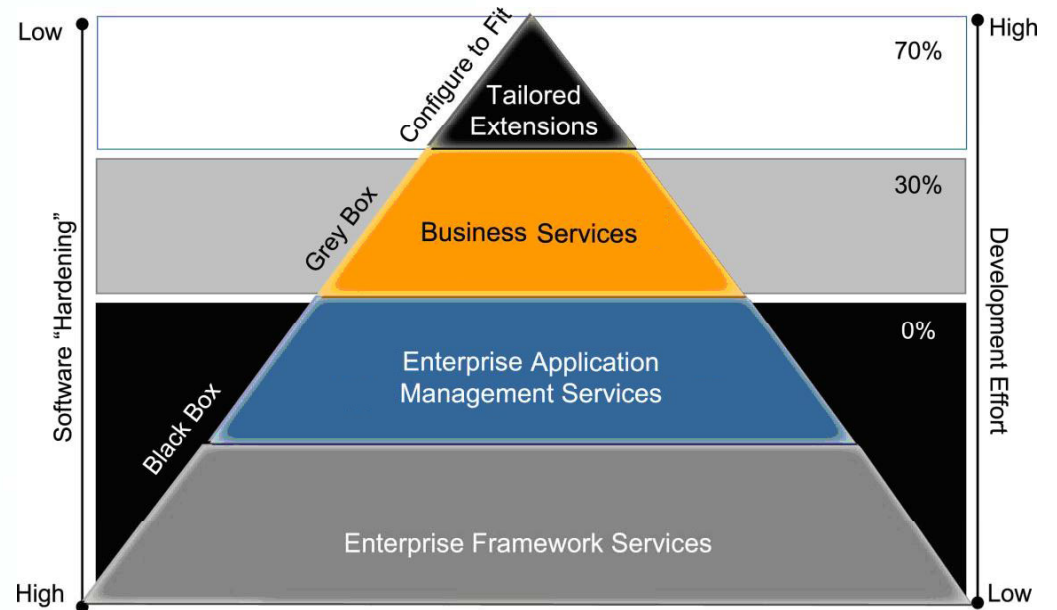 Low
High
Configure to Fit
70%
Tailored
Extensions
Grey Box
30%
Business Services
Software "Hardening"
Development Effort
0%
Enterprise Application
Management Services
Black Box
Enterprise Framework Services
High
Low